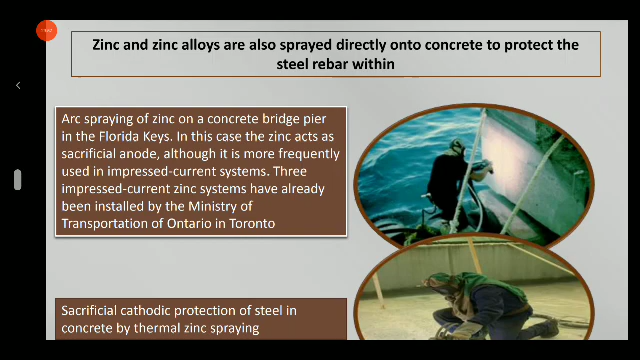 Zinc and zinc alloys are also sprayed directly onto concrete to protect the
steel rebar within
Arc spraying of zinc on a concrete bridge pier
in the Florida Keys. In this case the zinc acts as
sacrificial anode, although it is more frequently
used in impressed-current systems. Three
impressed-current zinc systems have already
been installed by the Ministry of
Transportation of Ontario in Toronto
Sacrificial cathodic protection of steel in
concrete by thermal zinc spraying